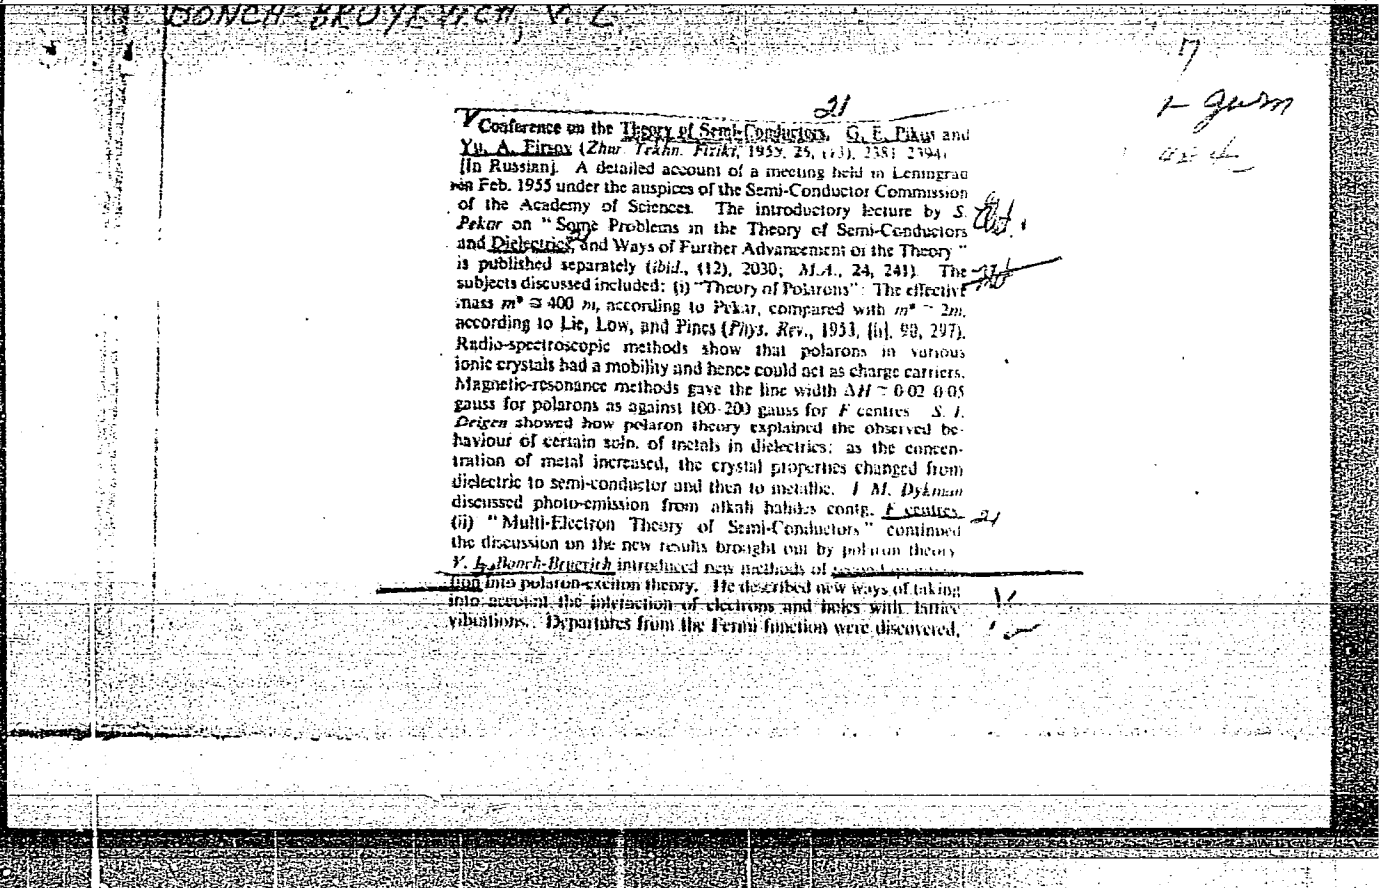 BONCH-BRUYEVICH, V. L.
21
Conference on the Theory of Semi-Conductors. G. E. Pikus and
Yu. A. Firsov (Zhur. Tekhn. Fiziki, 1955, 25, (13), 2381-2394)
[In Russian]. A detailed account of a meeting held in Leningrad
in Feb. 1955 under the auspices of the Semi-Conductor Commission
of the Academy of Sciences. The introductory lecture by S.
Pekar on "Some Problems in the Theory of Semi-Conductors
and Dielectrics, and Ways of Further Advancement of the Theory"
is published separately (ibid., (12), 2030; M.A., 24, 241). The
subjects discussed included: (i) "Theory of Polarons": The effective
mass m* ≅ 400 m, according to Pekar, compared with m* ~ 2m,
according to Lie, Low, and Pines (Phys. Rev., 1953, [ii], 90, 297).
Radio-spectroscopic methods show that polarons in various
ionic crystals had a mobility and hence could act as charge carriers.
Magnetic-resonance methods gave the line width ΔH ~ 0·02-0·05
gauss for polarons as against 100-200 gauss for F centres. S. I.
Deigen showed how polaron theory explained the observed be-
haviour of certain soln. of metals in dielectrics: as the concen-
tration of metal increased, the crystal properties changed from
dielectric to semi-conductor and then to metallic. I. M. Dykman
discussed photo-emission from alkali halides contg. F centres.
21
(ii) "Multi-Electron Theory of Semi-Conductors" continued
the discussion on the new results brought out by polaron theory
V. L. Bonch-Bruerich introduced new methods of
tion into polaron-exciton theory. He described new ways of taking
into account the interaction of electrons and holes with lattice
vibrations. Departures from the Fermi function were discovered,